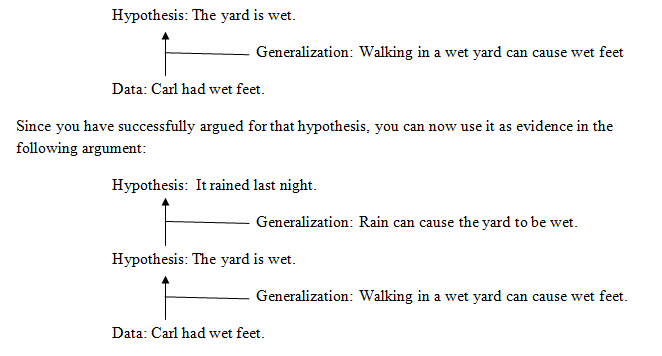 Hypothesis: The yard is wet.
Generalization: Walking in a wet yard can cause wet feet
Data: Carl had wet feet.
Since you have successfully argued for that hypothesis, you can now use it as evidence in the
following argument:
Hypothesis: It rained last night.
Generalization: Rain can cause the yard to be wet.
Hypothesis: The yard is wet.
Generalization: Walking in a wet yard can cause wet feet.
Data: Carl had wet feet.